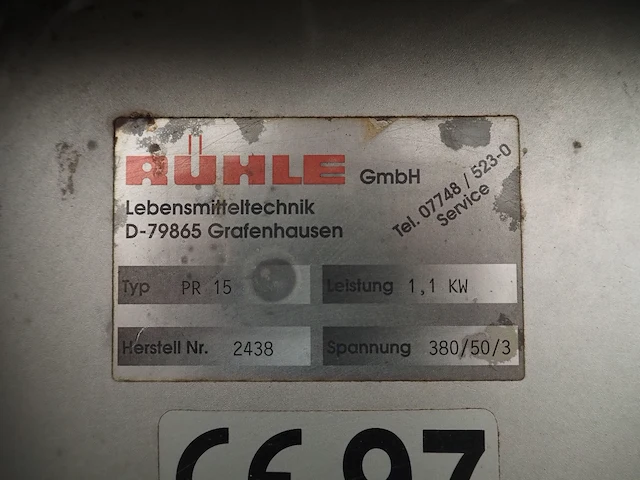 RÜHLE GmbH
Lebensmitteltechnik
D-79865 Grafenhausen
Tel. 07748 / 523-0
Service
Typ PR 15
Leistung 1,1 KW
Herstell Nr. 2438
Spannung 380/50/3
CE 97